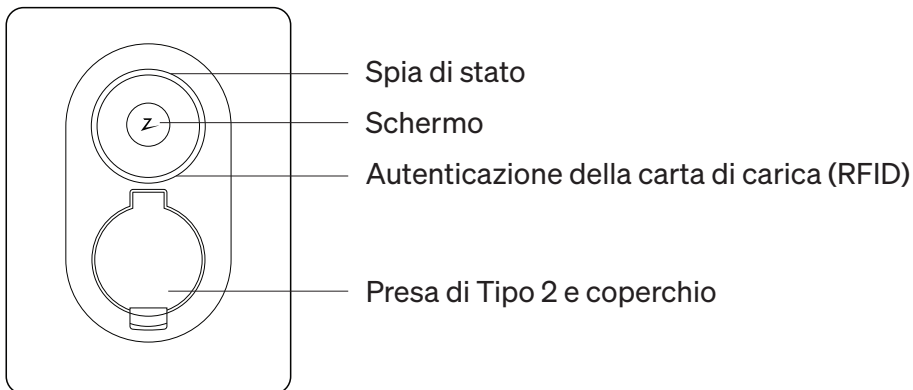 Spia di stato
Schermo
Autenticazione della carta di carica (RFID)
Presa di Tipo 2 e coperchio